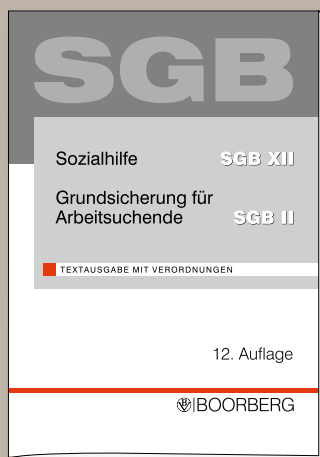 SGB
Sozialhilfe SGB XII
Grundsicherung für
Arbeitsuchende SGB II
TEXTAUSGABE MIT VERORDNUNGEN
12. Auflage
BOORBERG